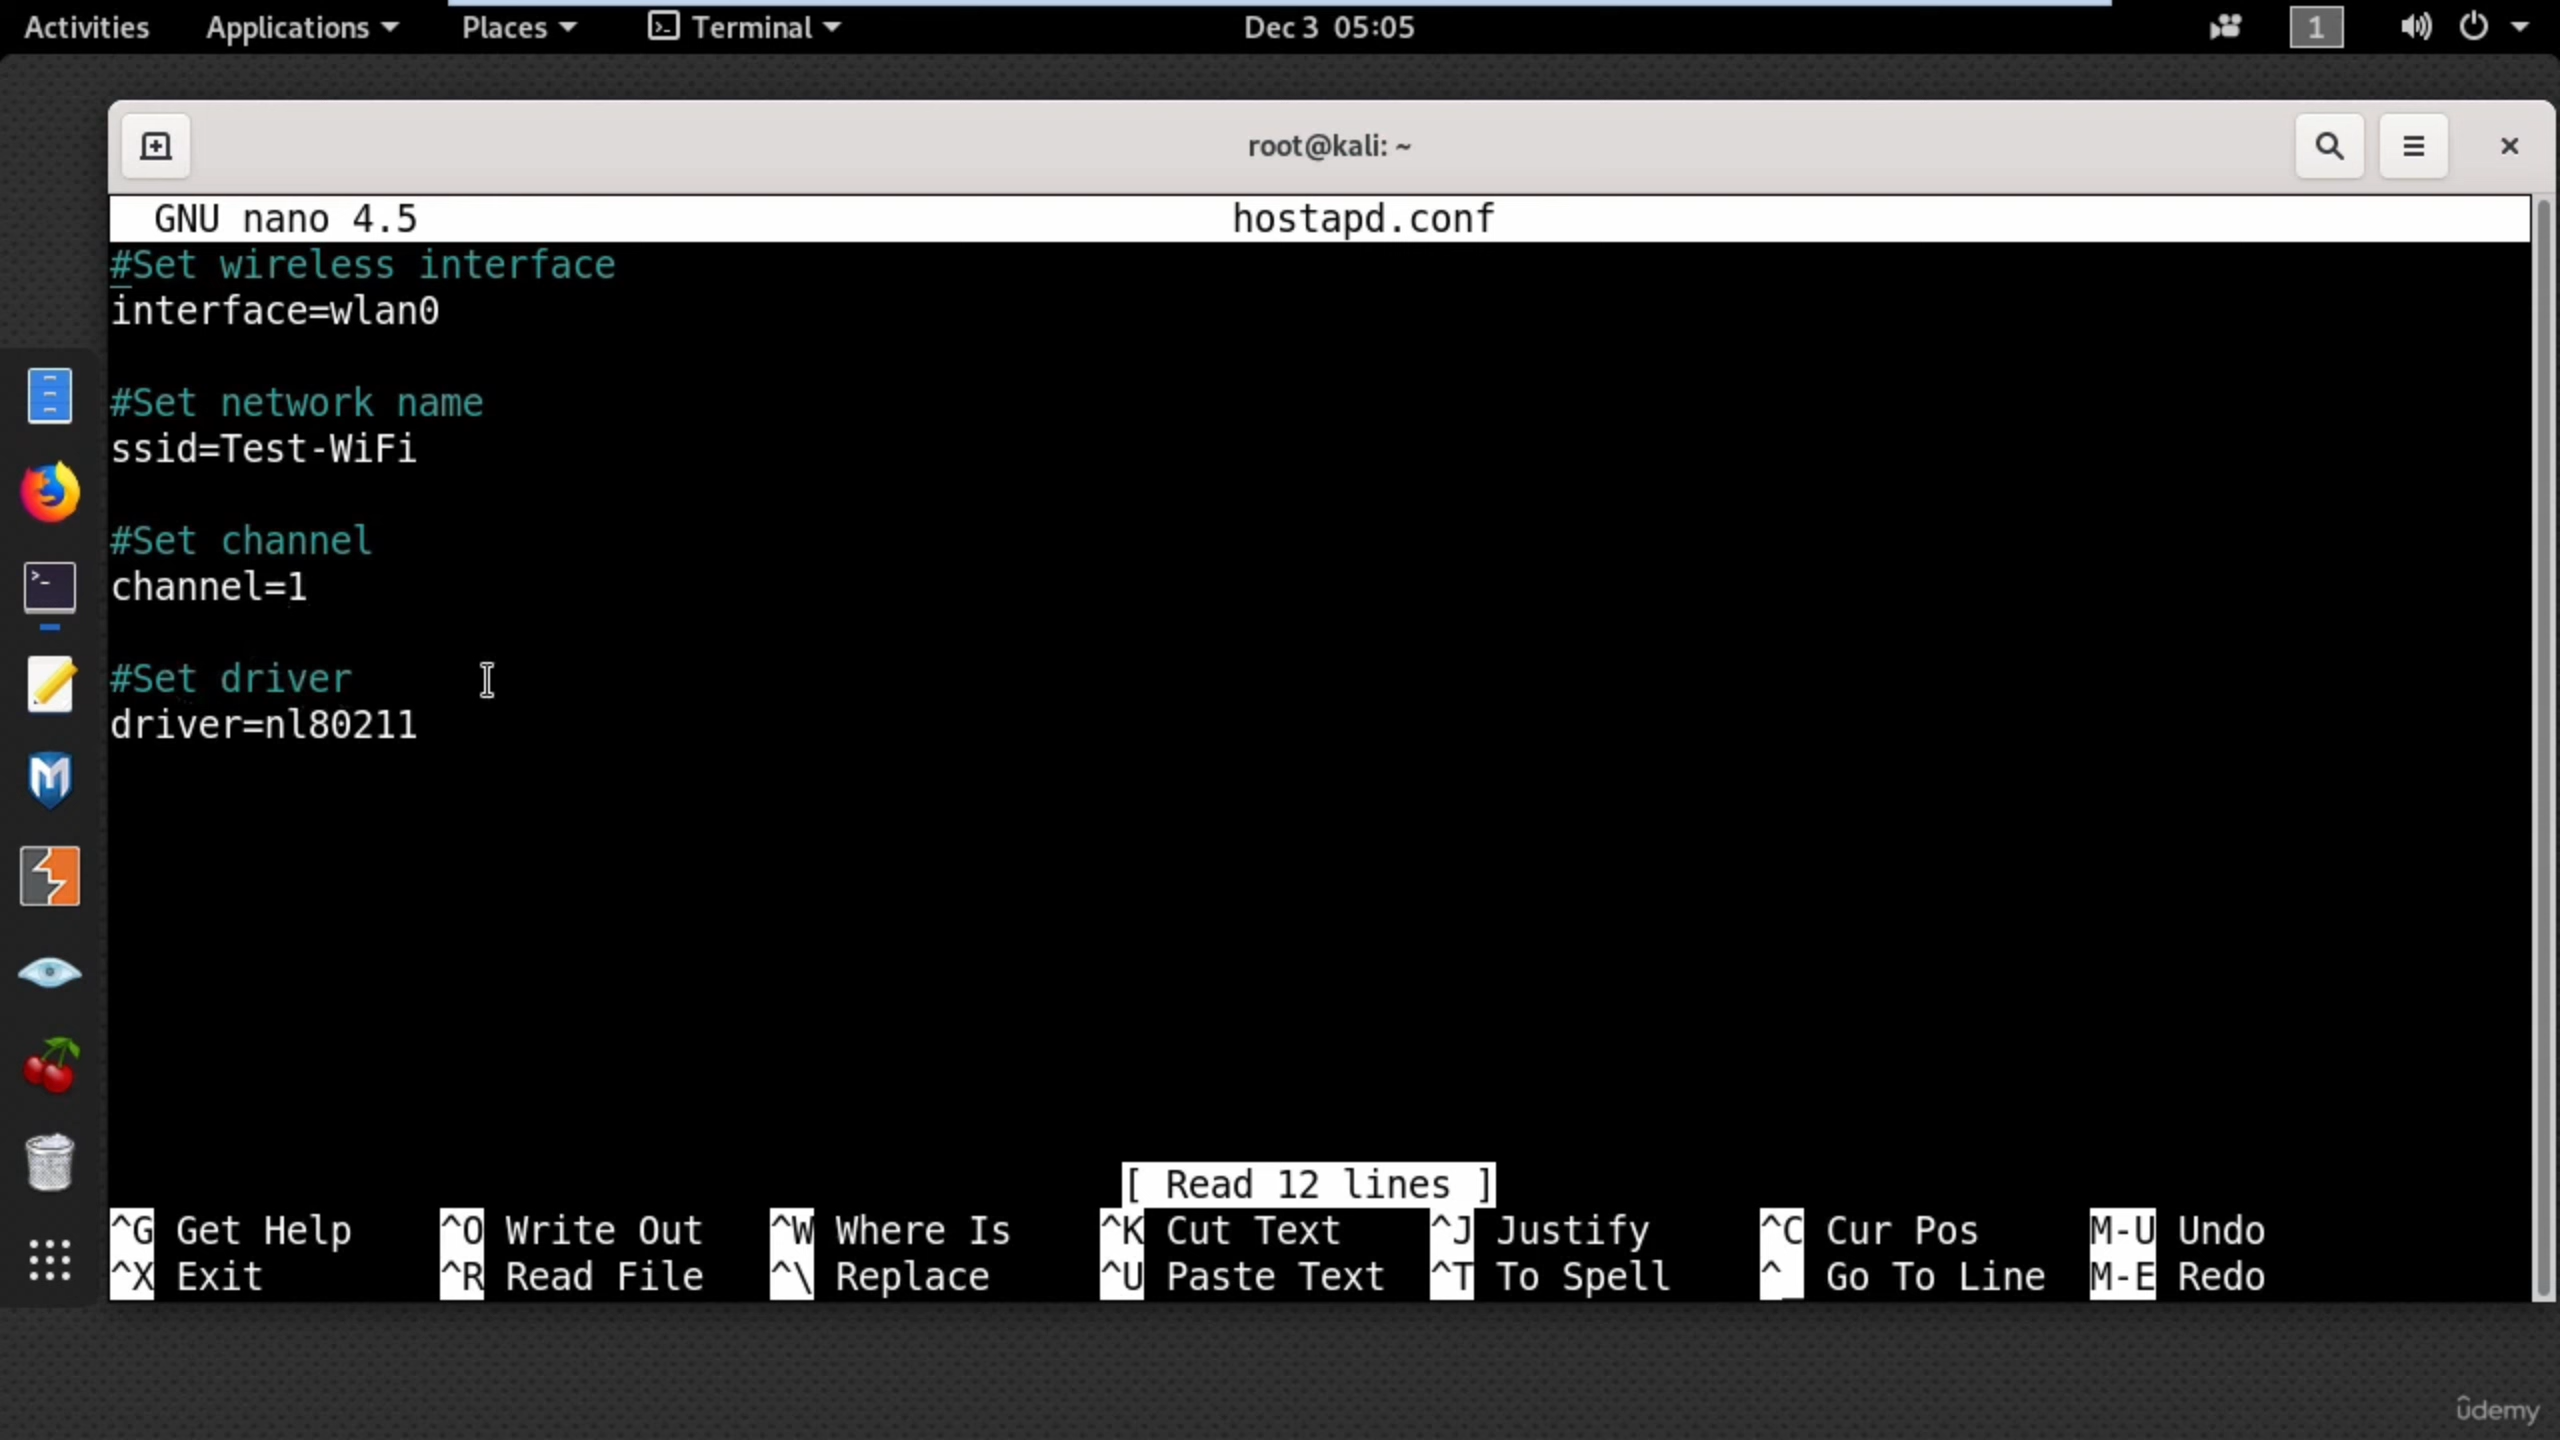 Activities Applications Places Terminal Dec 3 05:05 1
root@kali: ~
GNU nano 4.5 hostapd.conf
#Set wireless interface
interface=wlan0
#Set network name
ssid=Test-WiFi
#Set channel
channel=1
#Set driver
driver=nl80211
[ Read 12 lines ]
^G Get Help ^O Write Out ^W Where Is ^K Cut Text ^J Justify ^C Cur Pos M-U Undo
^X Exit ^R Read File ^\ Replace ^U Paste Text ^T To Spell ^_ Go To Line M-E Redo
ûdemy